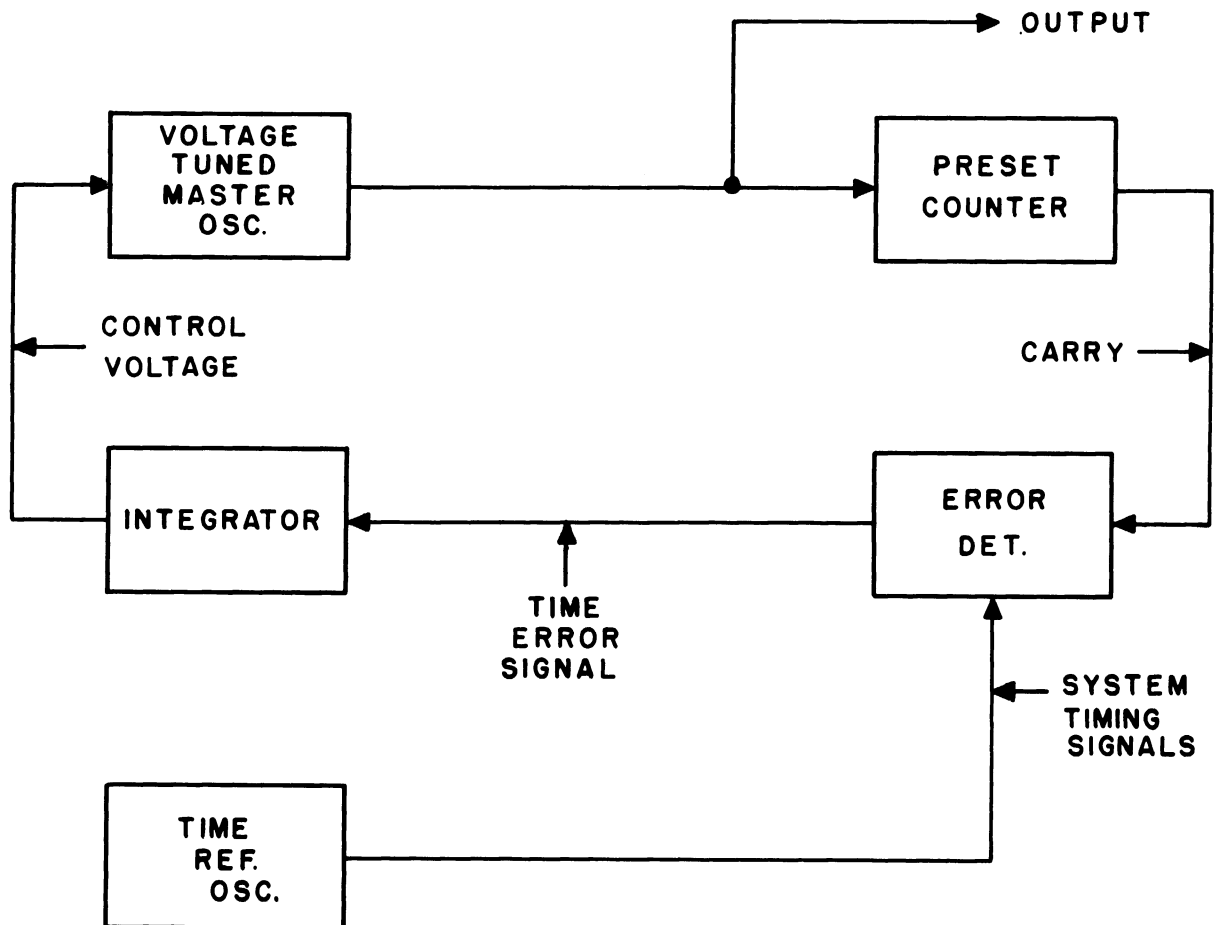 OUTPUT
VOLTAGE
TUNED
MASTER
OSC.
PRESET
COUNTER
CONTROL
VOLTAGE
CARRY
INTEGRATOR
ERROR
DET.
TIME
ERROR
SIGNAL
SYSTEM
TIMING
SIGNALS
TIME
REF.
OSC.